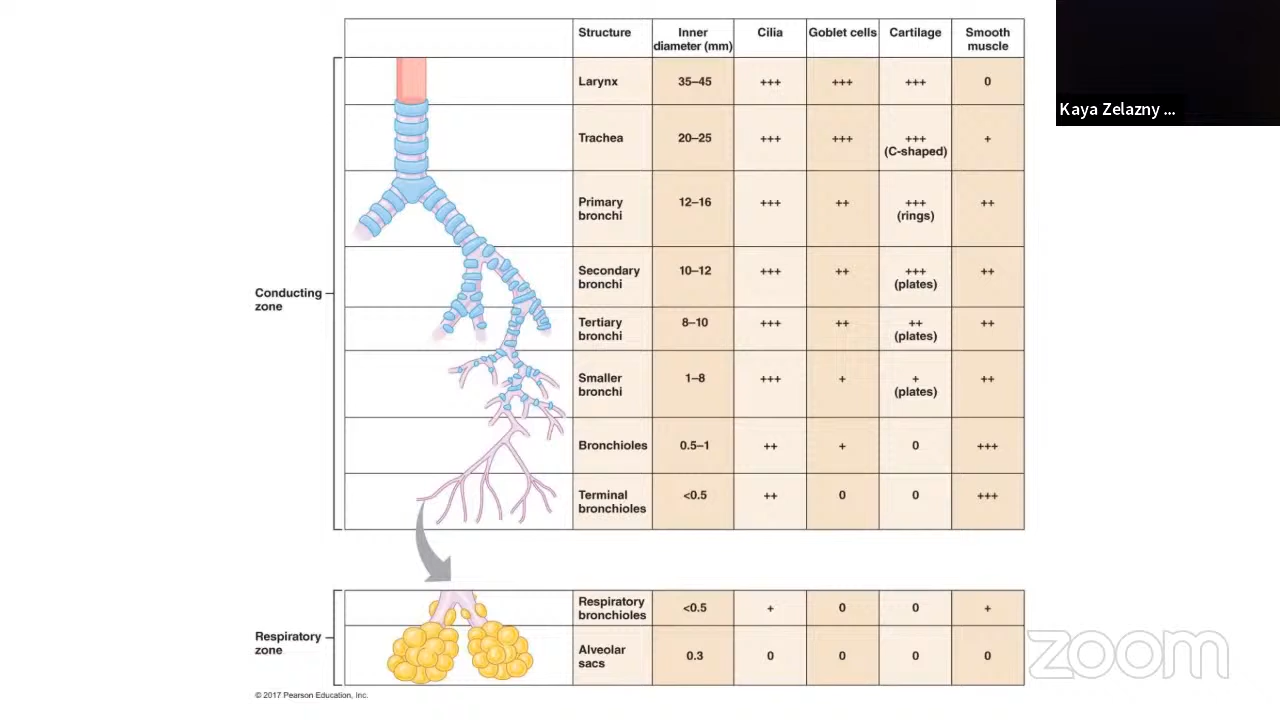 Structure
Inner
diameter (mm)
Cilia
Goblet cells
Cartilage
Smooth
muscle
Kaya Zelazny ...
Larynx
35–45
+++
+++
+++
0
Trachea
20–25
+++
+++
+++
(C-shaped)
+
Primary
bronchi
12–16
+++
++
+++
(rings)
++
Conducting
zone
Secondary
bronchi
10–12
+++
++
+++
(plates)
++
Tertiary
bronchi
8–10
+++
++
++
(plates)
++
Smaller
bronchi
1–8
+++
+
+
(plates)
++
Bronchioles
0.5–1
++
+
0
+++
Terminal
bronchioles
<0.5
++
0
0
+++
Respiratory
zone
Respiratory
bronchioles
<0.5
+
0
0
+
Alveolar
sacs
0.3
0
0
0
0
zoom
© 2017 Pearson Education, Inc.